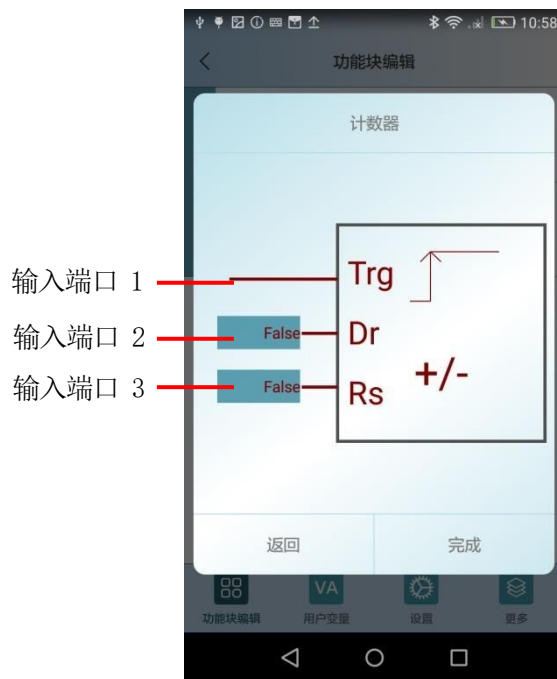 10:58
功能块编辑
计数器
输入端口 1
Trg
输入端口 2
False
Dr
+/-
输入端口 3
False
Rs
返回
完成
VA
功能块编辑
用户变量
设置
更多